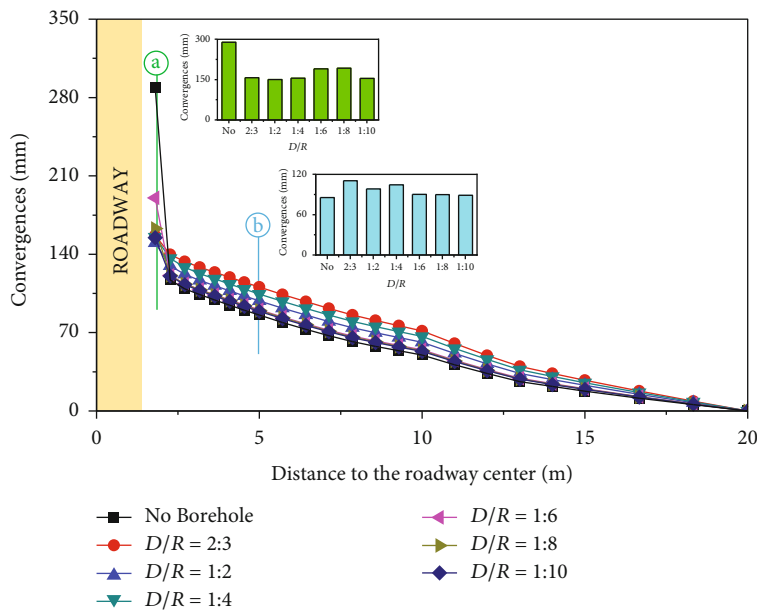 350
280
210
140
70
0
Convergences (mm)
ROADWAY
a
b
300
150
0
Convergences (mm)
No 2:3 1:2 1:4 1:6 1:8 1:10
D/R
120
60
0
Convergences (mm)
No 2:3 1:2 1:4 1:6 1:8 1:10
D/R
0 5 10 15 20
Distance to the roadway center (m)
No Borehole
D/R = 2:3
D/R = 1:2
D/R = 1:4
D/R = 1:6
D/R = 1:8
D/R = 1:10